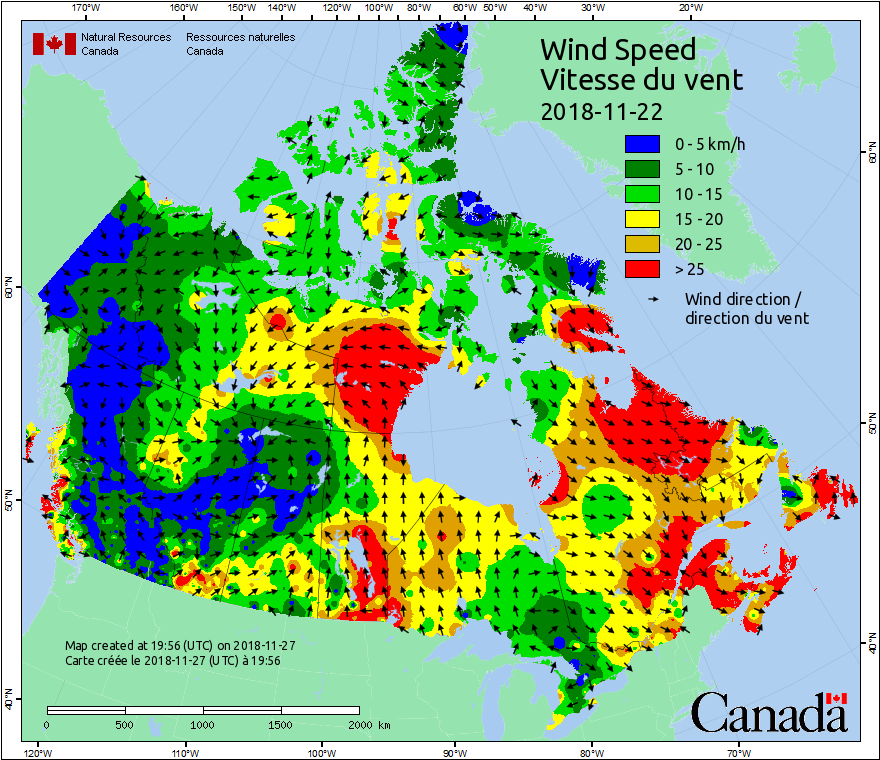 170°W 160°W 150°W 140°W 120°W 100°W 80°W 60°W 50°W 40°W 30°W 20°W
Natural Resources Ressources naturelles
Canada Canada
Wind Speed
Vitesse du vent
2018-11-22
0 - 5 km/h
5 - 10
10 - 15
15 - 20
20 - 25
> 25
Wind direction /
direction du vent
60°N
60°N
50°N
50°N
40°N
40°N
Map created at 19:56 (UTC) on 2018-11-27
Carte créée le 2018-11-27 (UTC) à 19:56
0 500 1000 1500 2000 km
Canada
120°W 110°W 100°W 90°W 80°W 70°W